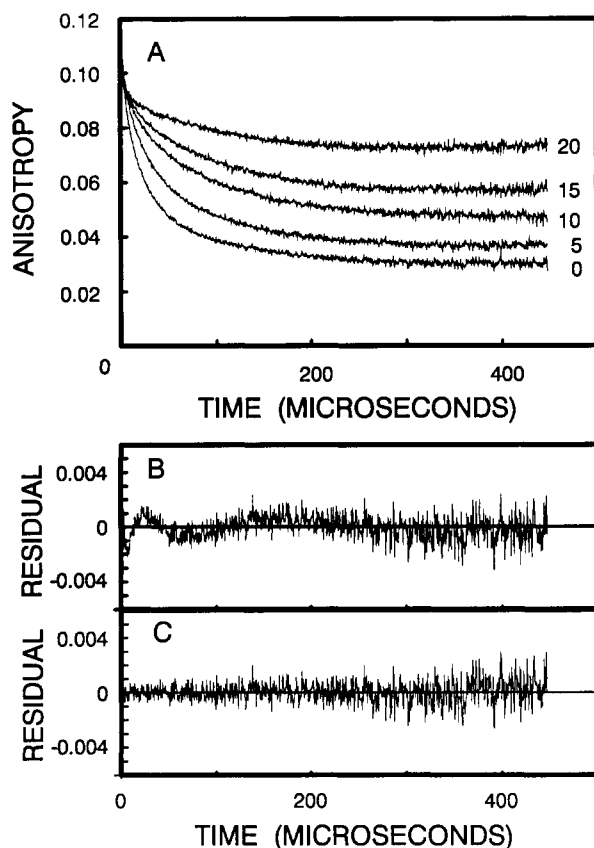 0.12
A
0.10
0.08
0.06
0.04
0.02
ANISOTROPY
20
15
10
5
0
0
200
400
TIME (MICROSECONDS)
B
0.004
0
-0.004
RESIDUAL
C
0.004
0
-0.004
RESIDUAL
0
200
400
TIME (MICROSECONDS)